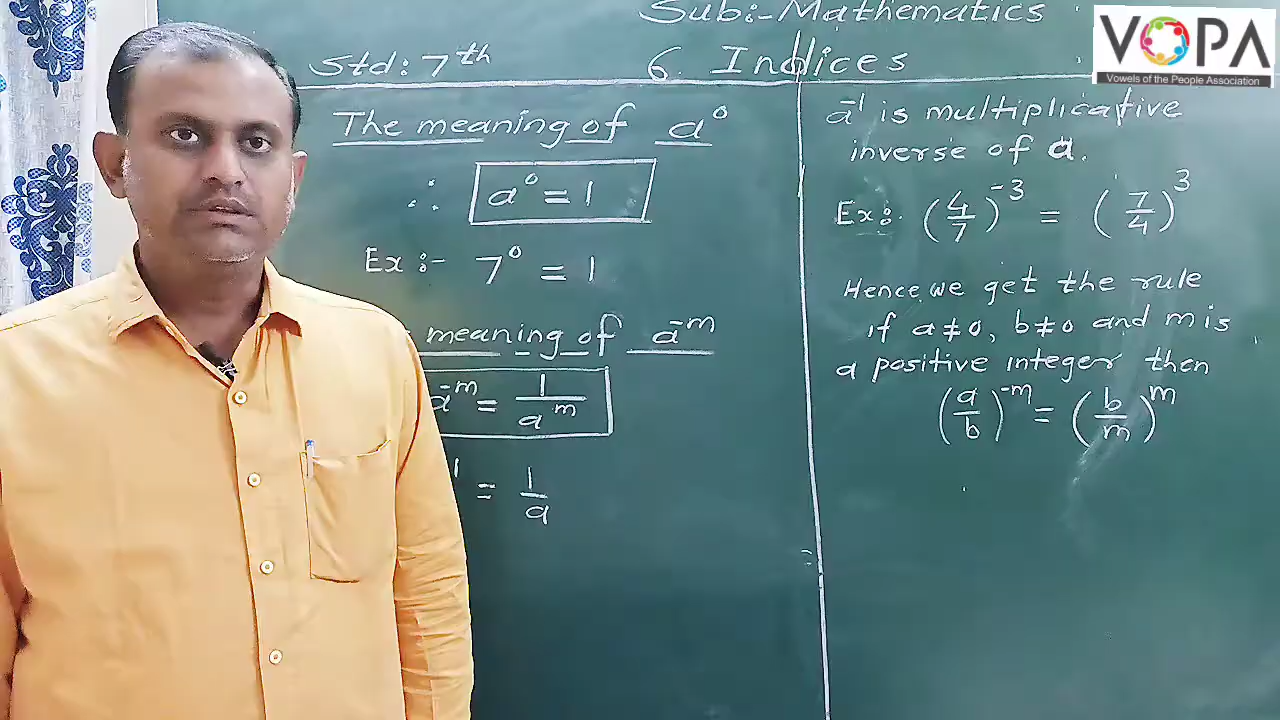 Sub:- Mathematics
Std: 7th
6. Indices
VOPA
Vowels of the People Association
The meaning of a⁰
∴ a⁰ = 1
Ex :- 7⁰ = 1
meaning of a⁻ᵐ
a⁻ᵐ = 1/aᵐ
1 = 1/a
a⁻¹ is multiplicative
inverse of a.
Ex:- (4/7)⁻³ = (7/4)³
Hence, we get the rule
if a≠0, b≠0 and m is
a positive integer then
(a/b)⁻ᵐ = (b/m)ᵐ